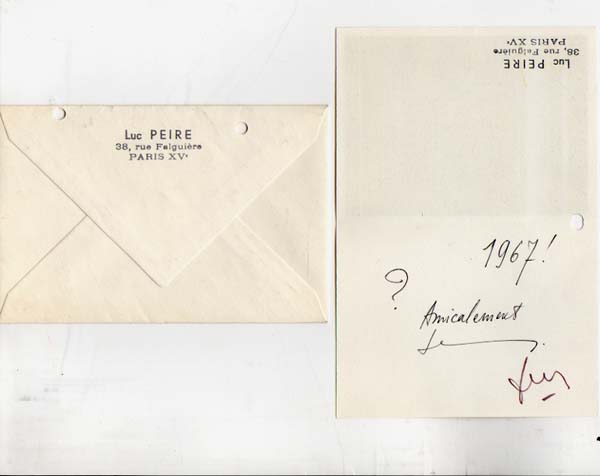 Luc PEIRE
38, rue Falguière
PARIS XVᵉ
Luc PEIRE
38, rue Falguière
PARIS XVᵉ
1967!
?
Amicalement